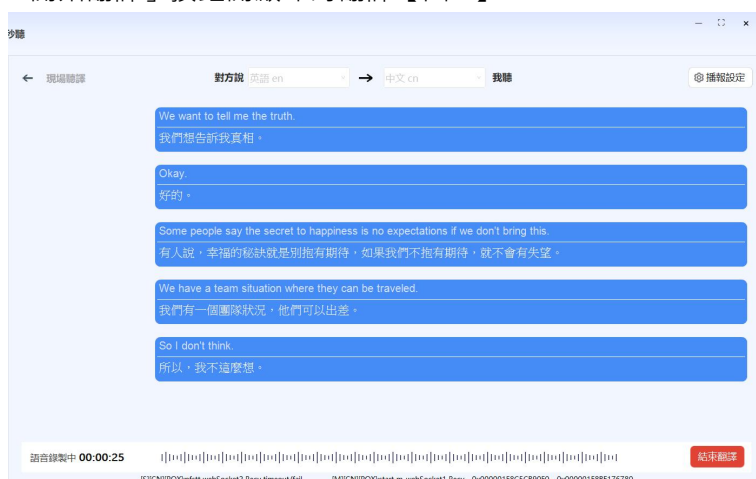 秒聽
← 現場聽譯 對方說 英語 en → 中文 cn 我聽 播報設定
We want to tell me the truth.
我們想告訴我真相。
Okay.
好的。
Some people say the secret to happiness is no expectations if we don't bring this.
有人說,幸福的秘訣就是別抱有期待,如果我們不抱有期待,就不會有失望。
We have a team situation where they can be traveled.
我們有一個團隊狀況,他們可以出差。
So I don't think.
所以,我不這麼想。
語音錄製中 00:00:25 結束翻譯